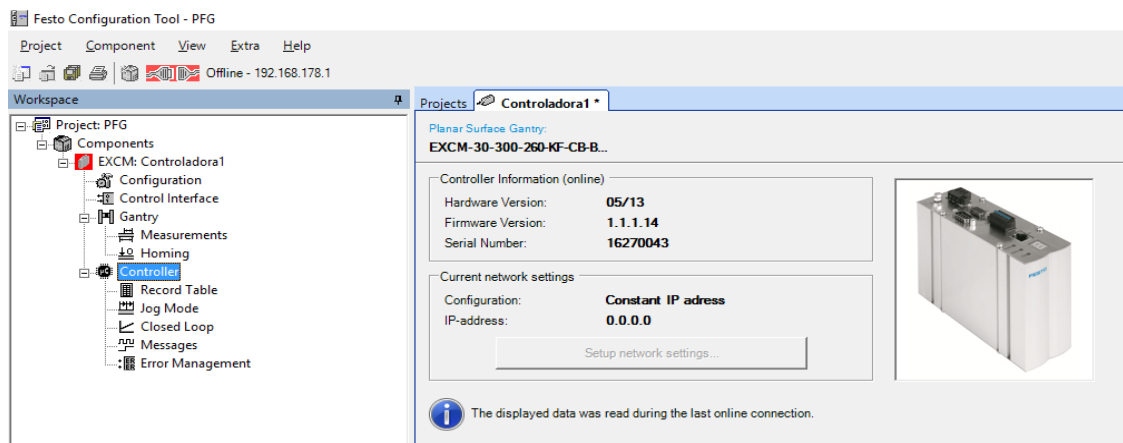 Festo Configuration Tool - PFG
Project Component View Extra Help
Offline - 192.168.178.1
Workspace
Projects Controladora1 *
Project: PFG
Components
EXCM: Controladora1
Configuration
Control Interface
Gantry
Measurements
Homing
Controller
Record Table
Jog Mode
Closed Loop
Messages
Error Management
Planar Surface Gantry:
EXCM-30-300-260-KF-CB-B...
Controller Information (online)
Hardware Version: 05/13
Firmware Version: 1.1.1.14
Serial Number: 16270043
Current network settings
Configuration: Constant IP adress
IP-address: 0.0.0.0
Setup network settings...
The displayed data was read during the last online connection.
FESTO